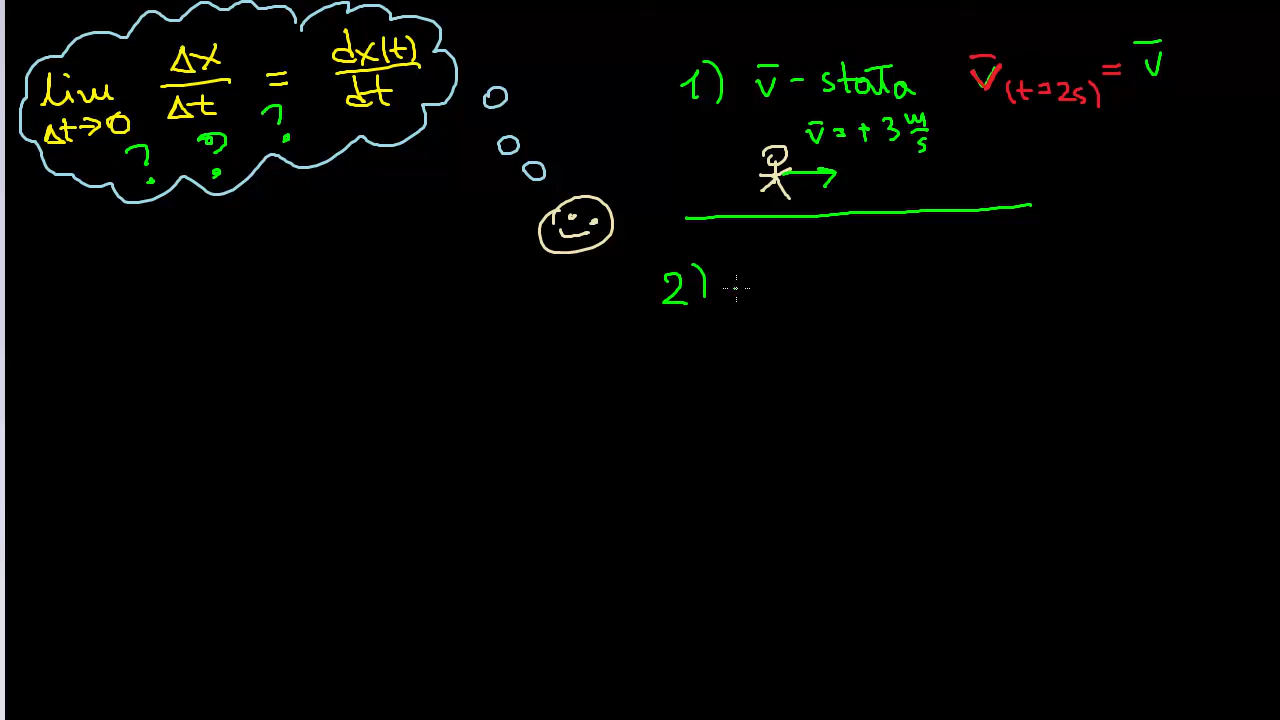 lim Δt→0 Δx/Δt = dx(t)/dt
? ? ?
1) v̅ - stała v̅(t=2s) = v̅
v̅ = + 3 m/s
2)